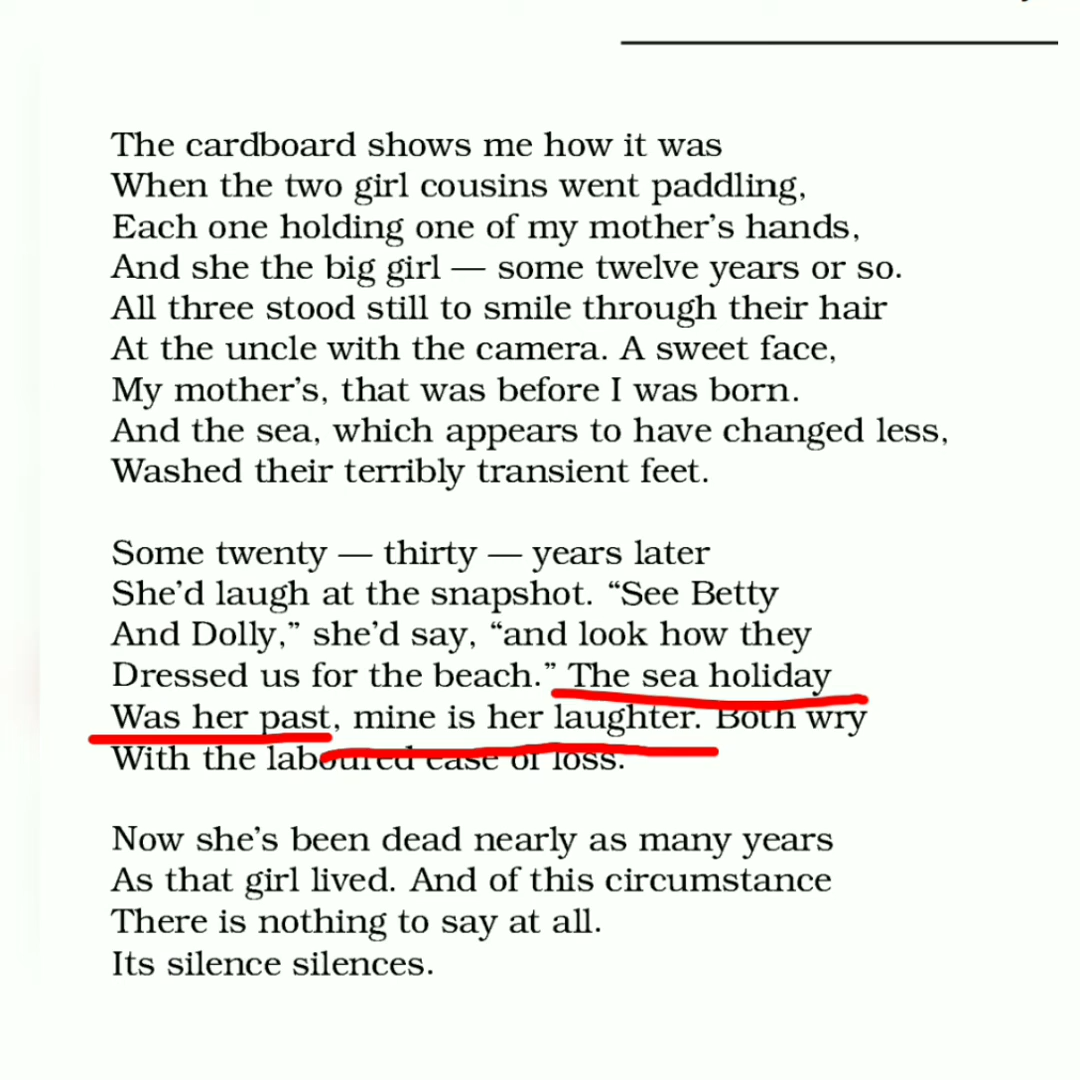 The cardboard shows me how it was
When the two girl cousins went paddling,
Each one holding one of my mother's hands,
And she the big girl — some twelve years or so.
All three stood still to smile through their hair
At the uncle with the camera. A sweet face,
My mother's, that was before I was born.
And the sea, which appears to have changed less,
Washed their terribly transient feet.
Some twenty — thirty — years later
She'd laugh at the snapshot. “See Betty
And Dolly,” she'd say, “and look how they
Dressed us for the beach.” The sea holiday
Was her past, mine is her laughter. Both wry
With the laboured ease of loss.
Now she's been dead nearly as many years
As that girl lived. And of this circumstance
There is nothing to say at all.
Its silence silences.